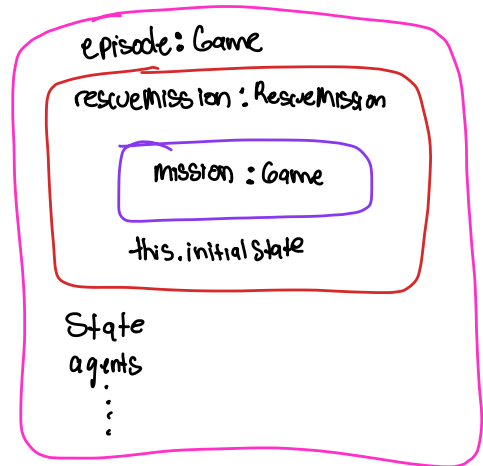 episode: Game
rescueMission: RescueMission
mission: Game
this.initialState
State
agents